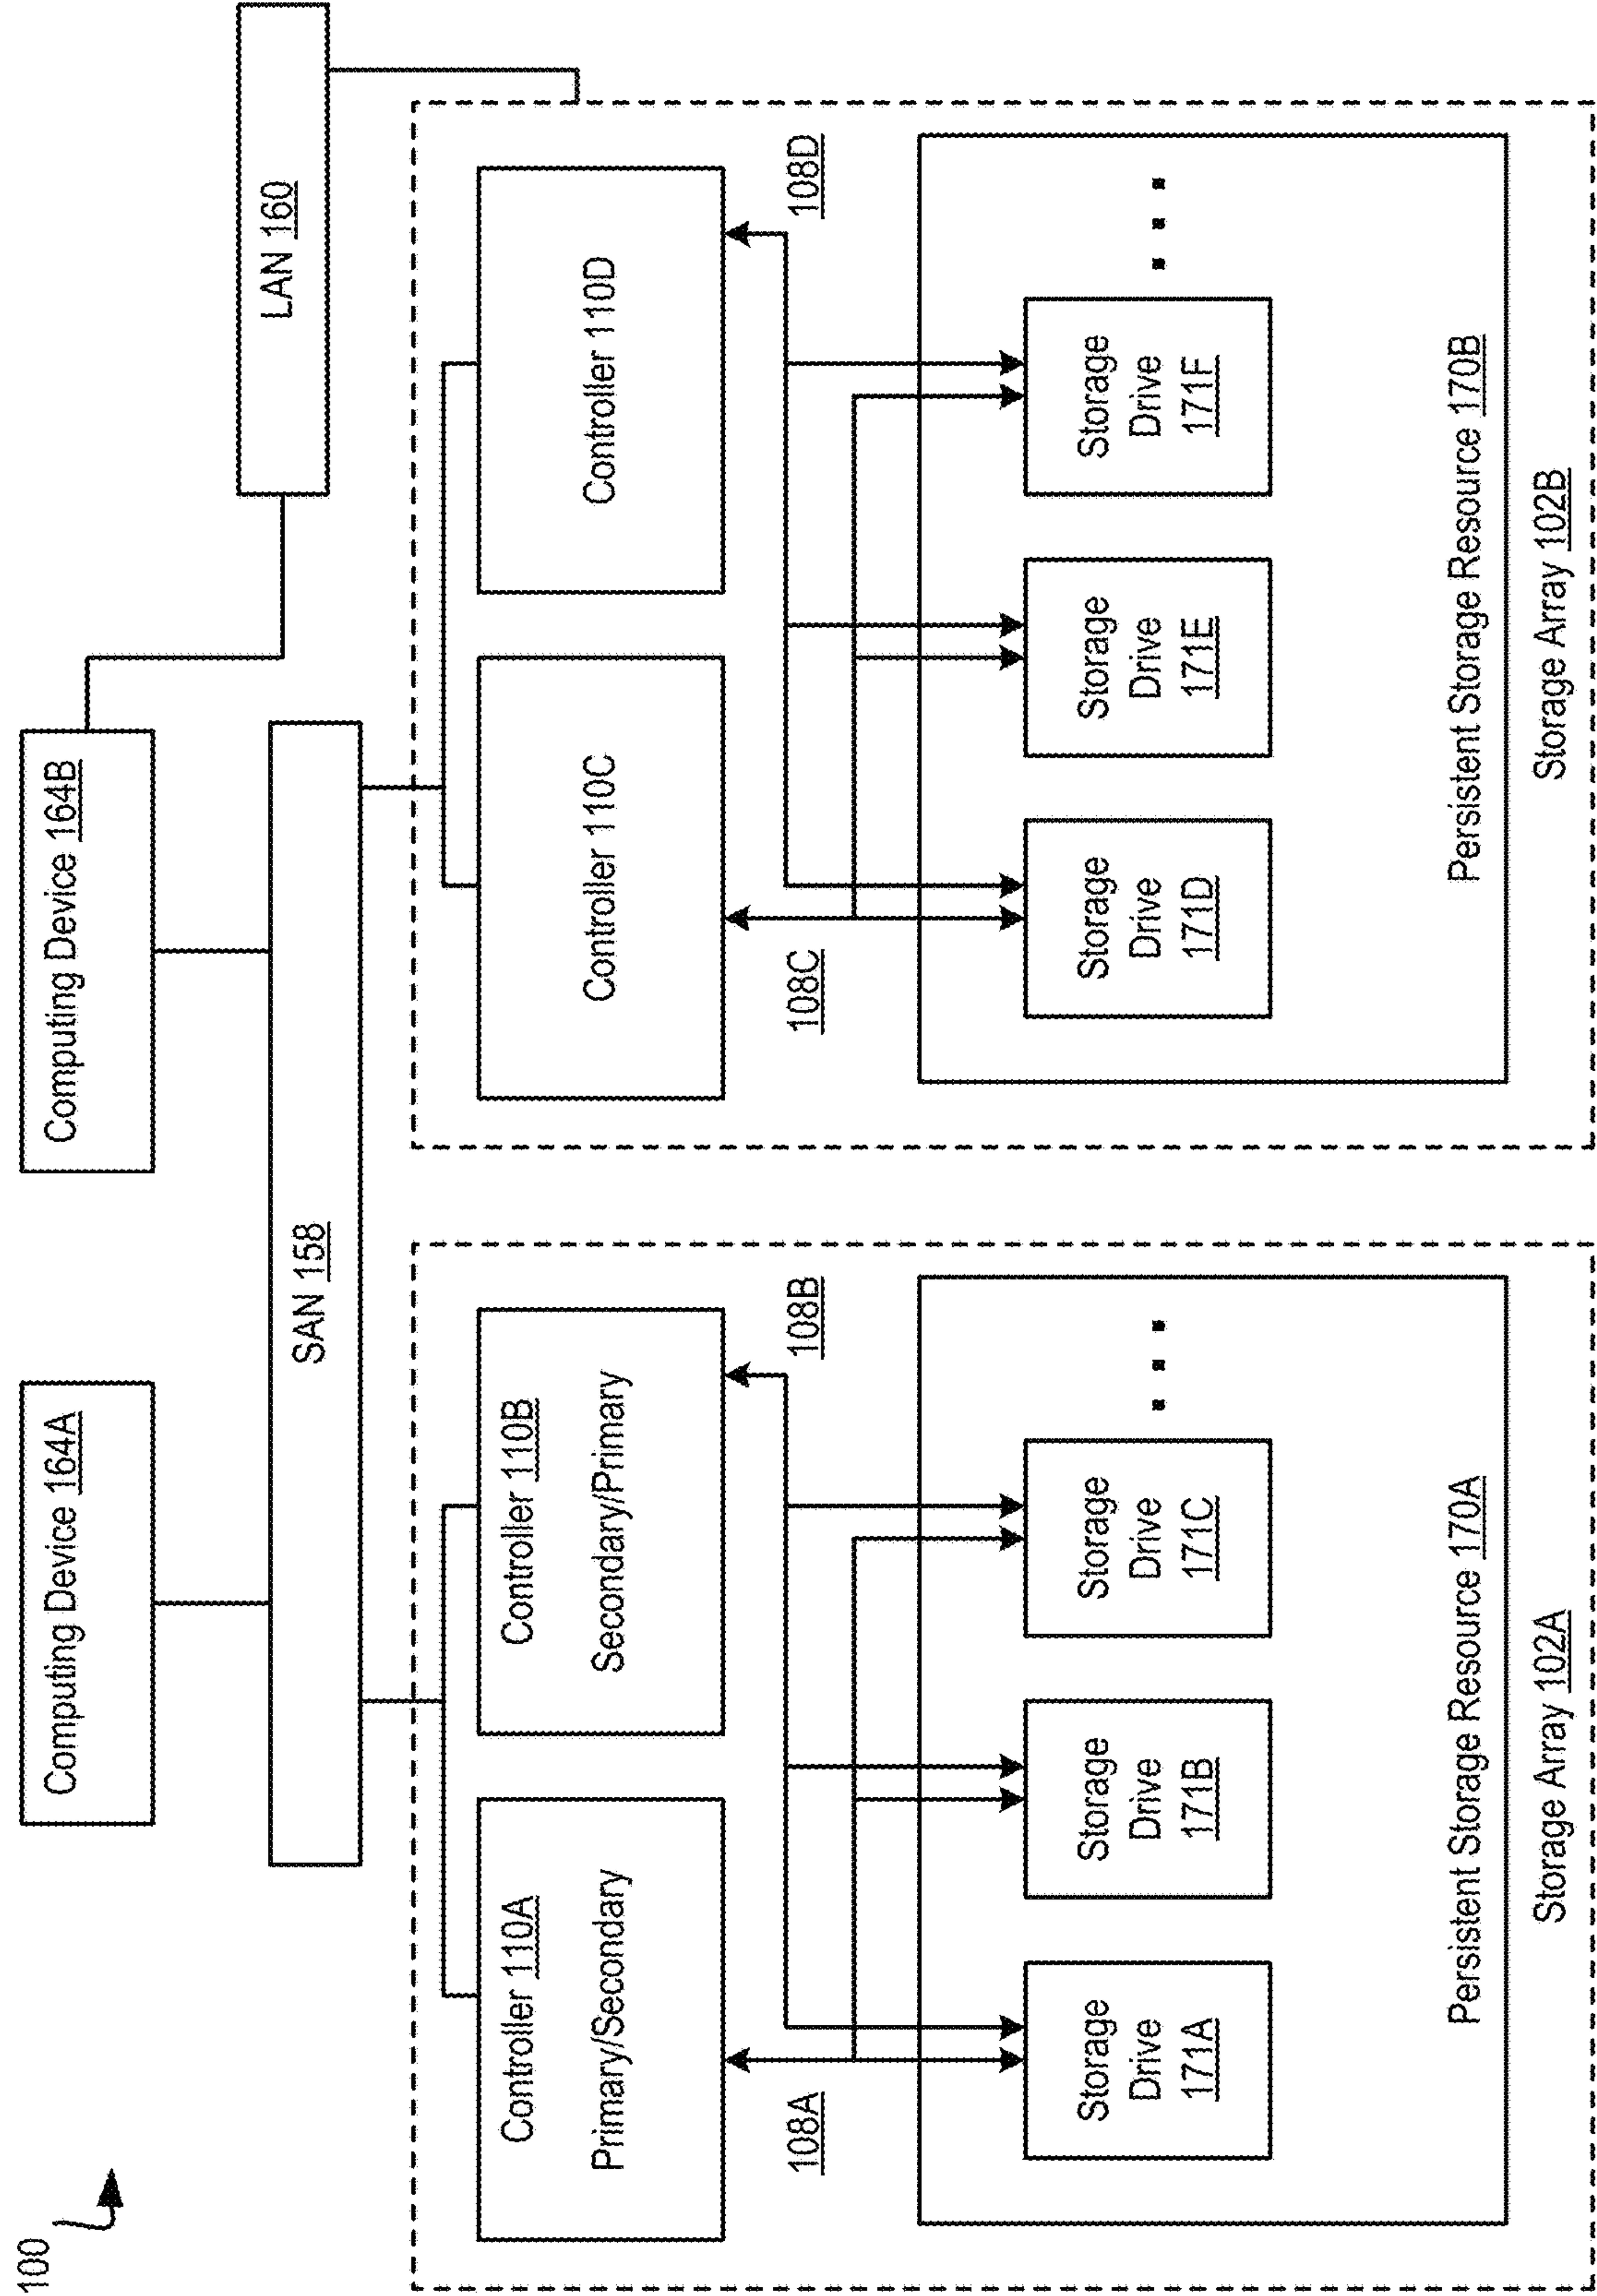 100
Computing Device 164A
Computing Device 164B
SAN 158
LAN 160
Controller 110A
Primary/Secondary
Controller 110B
Secondary/Primary
Controller 110C
Controller 110D
108A
108B
108C
108D
Storage
Drive
171A
Storage
Drive
171B
Storage
Drive
171C
Storage
Drive
171D
Storage
Drive
171E
Storage
Drive
171F
Persistent Storage Resource 170A
Persistent Storage Resource 170B
Storage Array 102A
Storage Array 102B